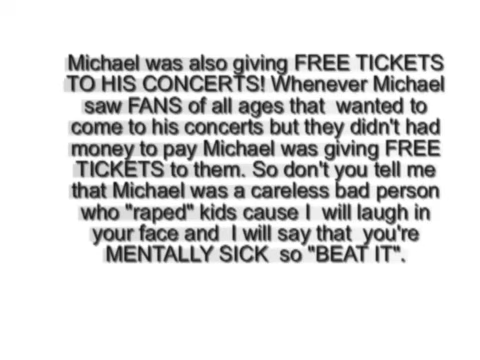 Michael was also giving FREE TICKETS
TO HIS CONCERTS! Whenever Michael
saw FANS of all ages that wanted to
come to his concerts but they didn't had
money to pay Michael was giving FREE
TICKETS to them. So don't you tell me
that Michael was a careless bad person
who "raped" kids cause I will laugh in
your face and I will say that you're
MENTALLY SICK so "BEAT IT".